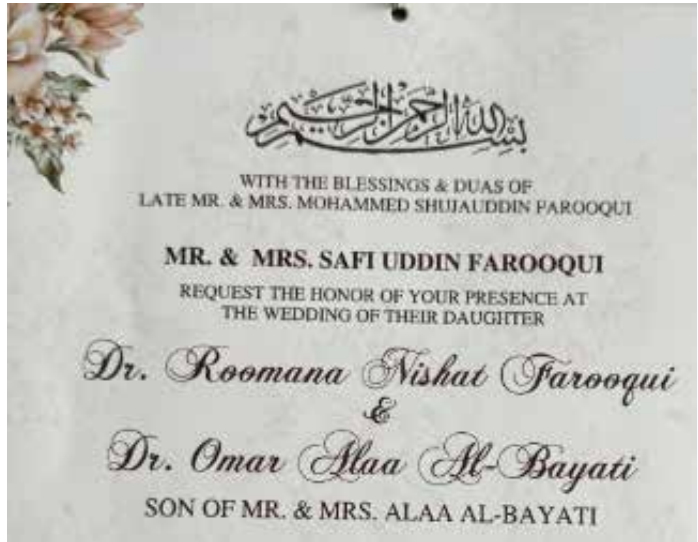 بسم الله الرحمن الرحيم
WITH THE BLESSINGS & DUAS OF
LATE MR. & MRS. MOHAMMED SHUJAUDDIN FAROOQUI
MR. & MRS. SAFI UDDIN FAROOQUI
REQUEST THE HONOR OF YOUR PRESENCE AT
THE WEDDING OF THEIR DAUGHTER
Dr. Roomana Nishat Farooqui
&
Dr. Omar Alaa Al-Bayati
SON OF MR. & MRS. ALAA AL-BAYATI